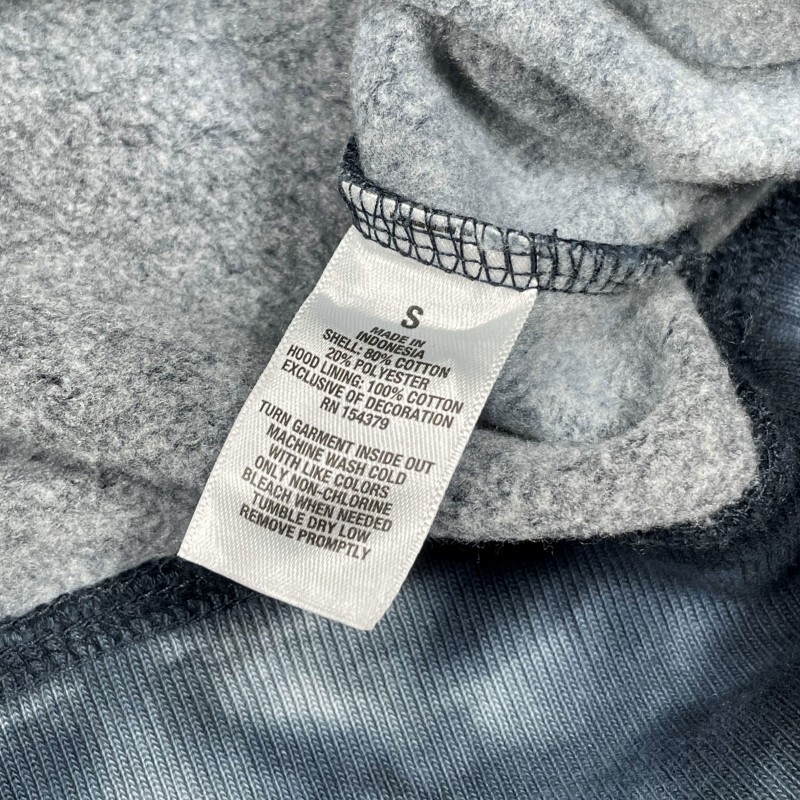 S
MADE IN
INDONESIA
SHELL: 80% COTTON
20% POLYESTER
HOOD LINING: 100% COTTON
EXCLUSIVE OF DECORATION
RN 154379
TURN GARMENT INSIDE OUT
MACHINE WASH COLD
WITH LIKE COLORS
ONLY NON-CHLORINE
BLEACH WHEN NEEDED
TUMBLE DRY LOW
REMOVE PROMPTLY